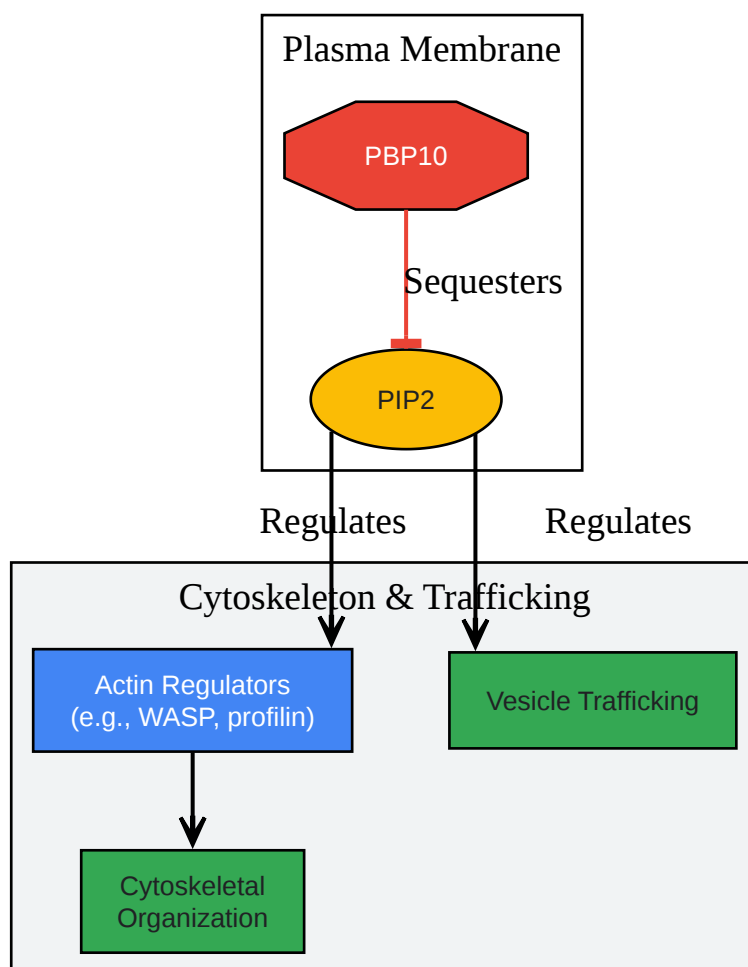 Plasma Membrane
PBP10
Sequesters
PIP2
Regulates
Regulates
Cytoskeleton & Trafficking
Actin Regulators
(e.g., WASP, profilin)
Vesicle Trafficking
Cytoskeletal
Organization